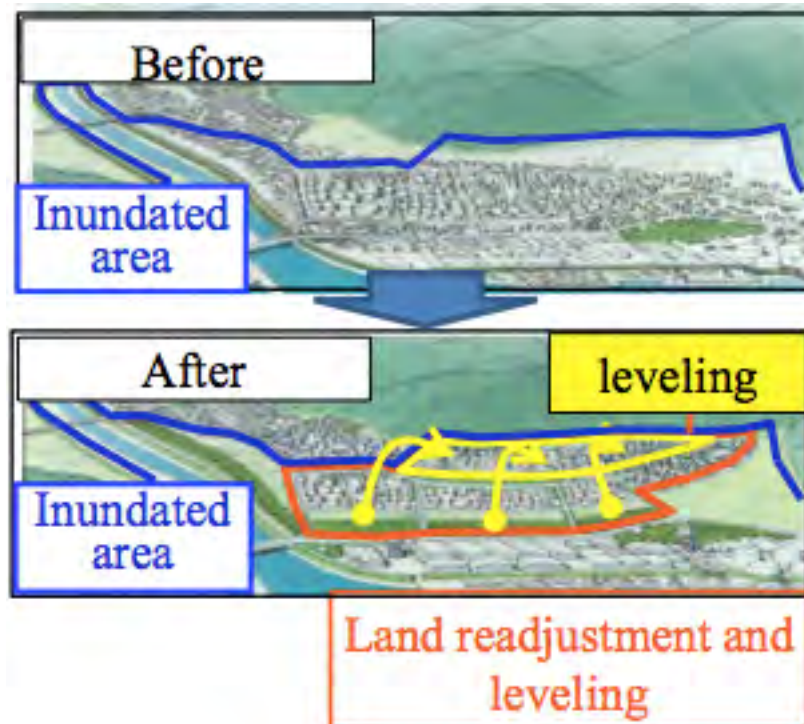 Before
Inundated
area
After
leveling
Inundated
area
Land readjustment and
leveling